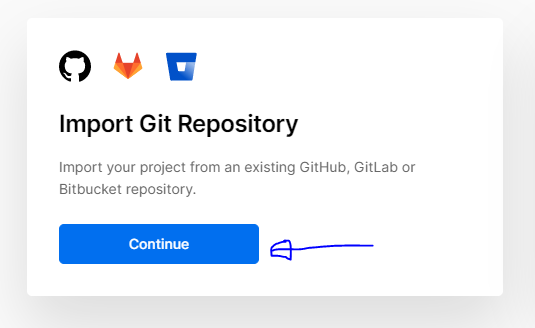 Import Git Repository
Import your project from an existing GitHub, GitLab or
Bitbucket repository.
Continue